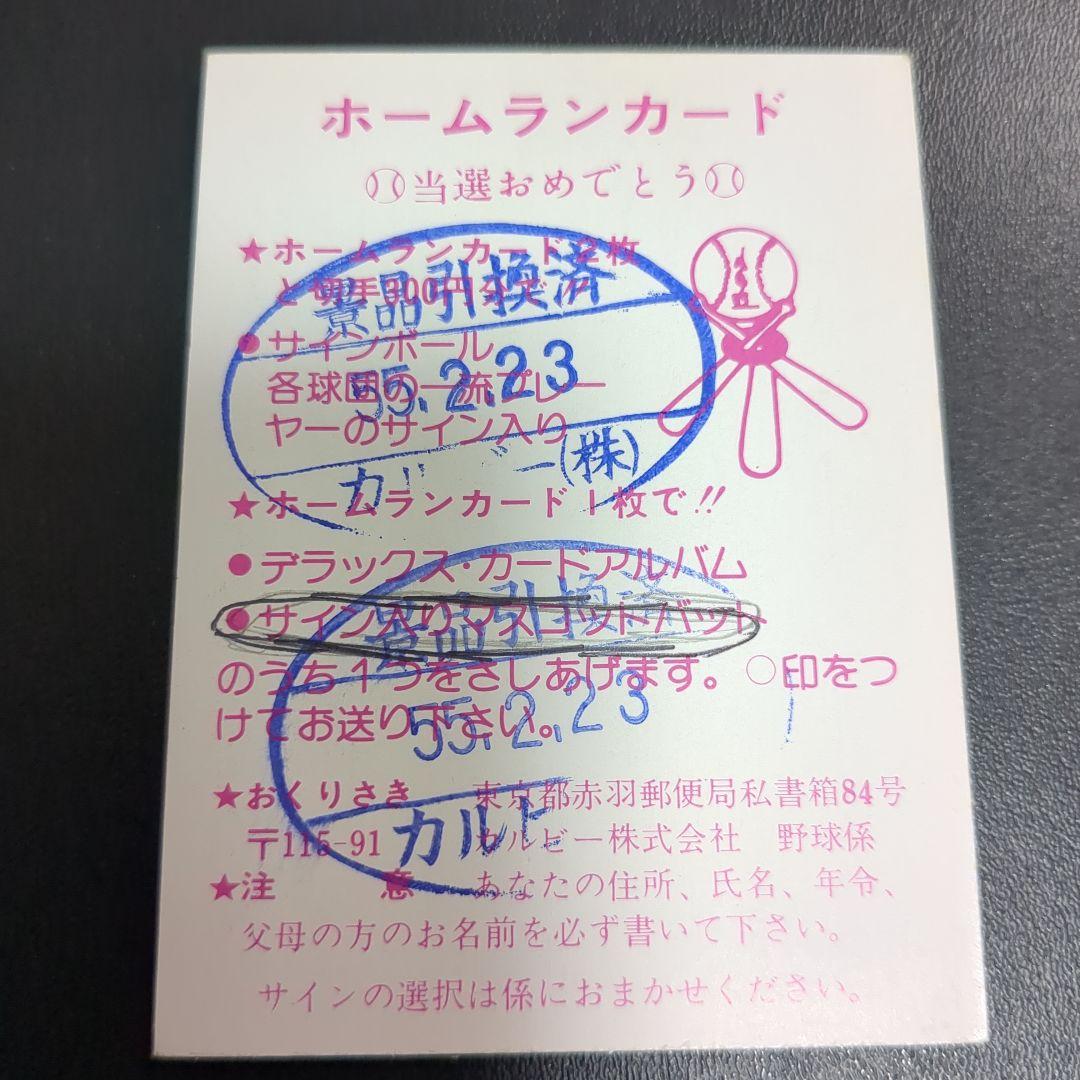 ホームランカード
当選おめでとう
★ホームランカード2枚
と切手300円分で!!
●サインボール
各球団の一流プレー
ヤーのサイン入り
景品引換済
55.2.23
カ ビー(株)
★ホームランカード1枚で!!
●デラックス・カードアルバム
●サイン入りマスコットバット
のうち1つをさしあげます。○印をつ
けてお送り下さい。
景品引換済
55.2.23
カルビ
★おくりさき 東京都赤羽郵便局私書箱84号
〒115-91 カルビー株式会社 野球係
★注意 あなたの住所、氏名、年令、
父母の方のお名前を必ず書いて下さい。
サインの選択は係におまかせください。